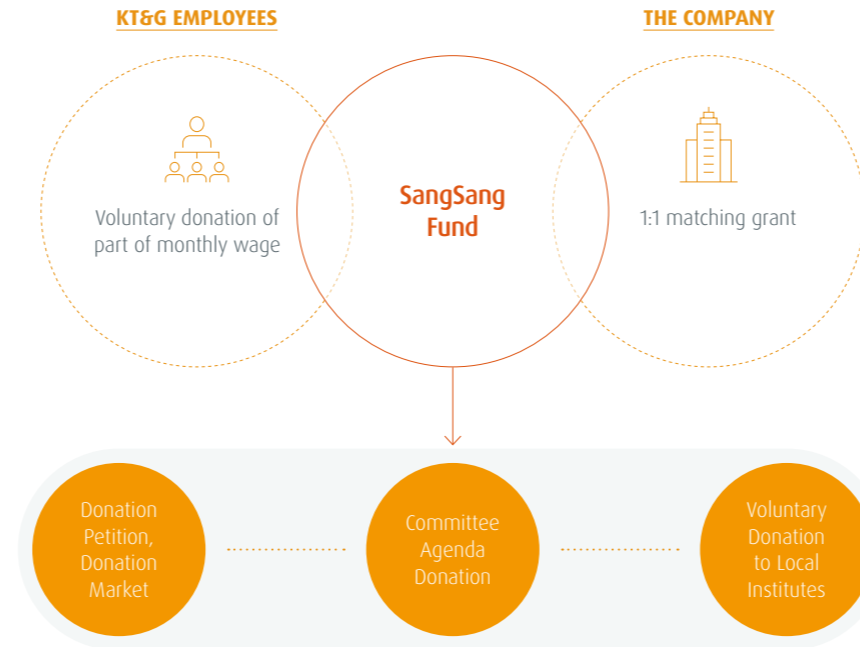 KT&G EMPLOYEES
THE COMPANY
Voluntary donation of
part of monthly wage
SangSang
Fund
1:1 matching grant
Donation
Petition,
Donation
Market
Committee
Agenda
Donation
Voluntary
Donation
to Local
Institutes